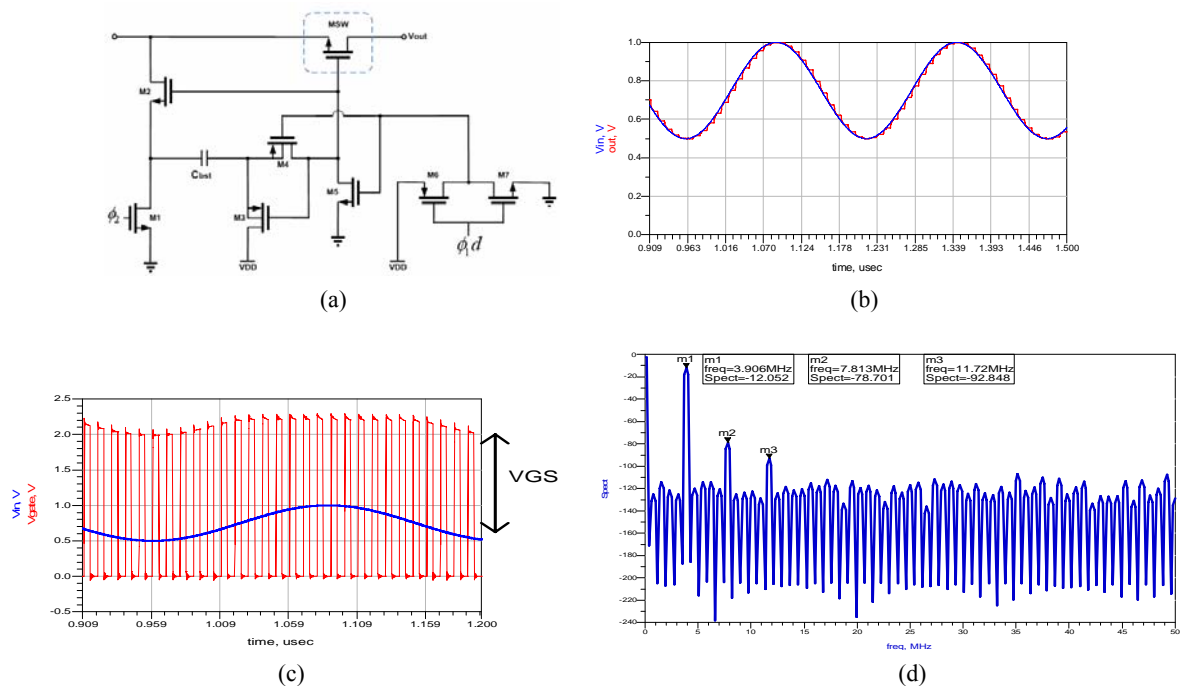 MSW
Vout
M2
M4
Cbst
M5
M6
M7
ϕ2
M1
M3
ϕ1d
VDD
VDD
(a)
1.0
0.8
0.6
0.4
0.2
0.0
Vin, V
out, V
0.909
0.963
1.016
1.070
1.124
1.178
1.231
1.285
1.339
1.393
1.446
1.500
time, usec
(b)
2.5
2.0
1.5
1.0
0.5
0.0
-0.5
Vin, V
Vgate, V
VGS
0.909
0.959
1.009
1.059
1.109
1.159
1.200
time, usec
(c)
m1
freq=3.906MHz
Spect=-12.052
m2
freq=7.813MHz
Spect=-78.701
m3
freq=11.72MHz
Spect=-92.848
m1
m2
m3
0
-20
-40
-60
-80
-100
-120
-140
-160
-180
-200
-220
-240
Spect
0
5
10
15
20
25
30
35
40
45
50
freq, MHz
(d)